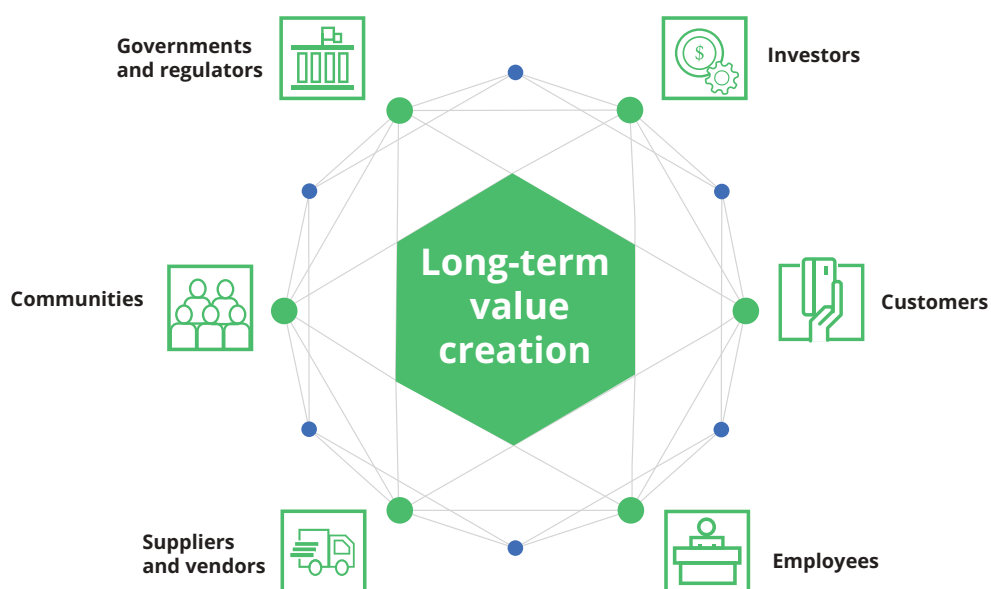 Governments
and regulators
$
Investors
Communities
Long-term
value
creation
Customers
Suppliers
and vendors
Employees